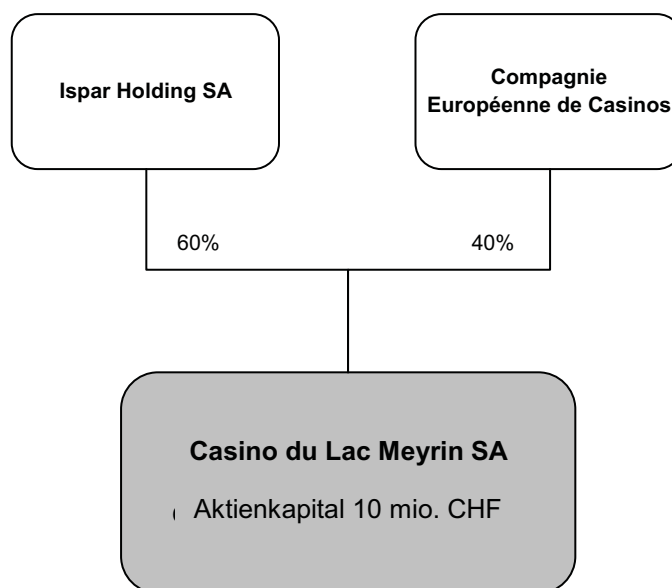 Ispar Holding SA
Compagnie
Européenne de Casinos
60%
40%
Casino du Lac Meyrin SA
Aktienkapital 10 mio. CHF